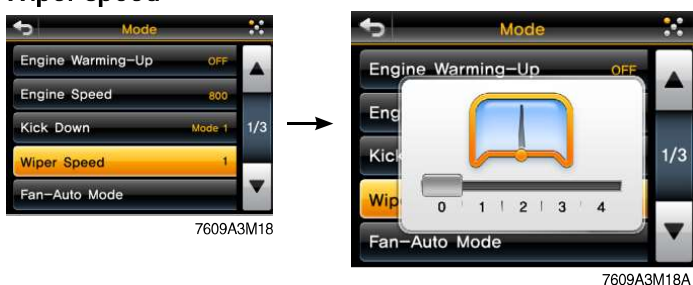 Wiper speed
Mode
Engine Warming-Up OFF
Engine Speed 800
Kick Down Mode 1
Wiper Speed 1
Fan-Auto Mode
1/3
7609A3M18
Mode
Engine Warming-Up OFF
Eng
Kick
Wip
0 1 2 3 4
Fan-Auto Mode
1/3
7609A3M18A